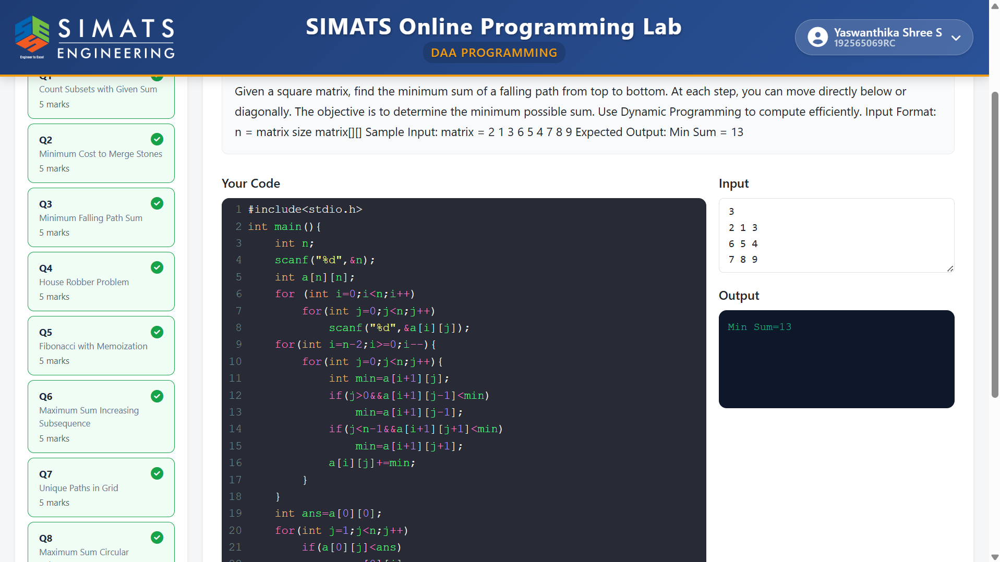 SIMATS
ENGINEERING
Engineer to Excel
SIMATS Online Programming Lab
DAA PROGRAMMING
Yaswanthika Shree S
192565069RC
Q1
Count Subsets with Given Sum
5 marks
Q2
Minimum Cost to Merge Stones
5 marks
Q3
Minimum Falling Path Sum
5 marks
Q4
House Robber Problem
5 marks
Q5
Fibonacci with Memoization
5 marks
Q6
Maximum Sum Increasing
Subsequence
5 marks
Q7
Unique Paths in Grid
5 marks
Q8
Maximum Sum Circular
Given a square matrix, find the minimum sum of a falling path from top to bottom. At each step, you can move directly below or
diagonally. The objective is to determine the minimum possible sum. Use Dynamic Programming to compute efficiently. Input Format:
n = matrix size matrix[][] Sample Input: matrix = 2 1 3 6 5 4 7 8 9 Expected Output: Min Sum = 13
Your Code
1 #include<stdio.h>
2 int main(){
3     int n;
4     scanf("%d",&n);
5     int a[n][n];
6     for (int i=0;i<n;i++)
7         for(int j=0;j<n;j++)
8             scanf("%d",&a[i][j]);
9     for(int i=n-2;i>=0;i--){
10         for(int j=0;j<n;j++){
11             int min=a[i+1][j];
12             if(j>0&&a[i+1][j-1]<min)
13                 min=a[i+1][j-1];
14             if(j<n-1&&a[i+1][j+1]<min)
15                 min=a[i+1][j+1];
16             a[i][j]+=min;
17         }
18     }
19     int ans=a[0][0];
20     for(int j=1;j<n;j++)
21         if(a[0][j]<ans)
Input
3
2 1 3
6 5 4
7 8 9
Output
Min Sum=13